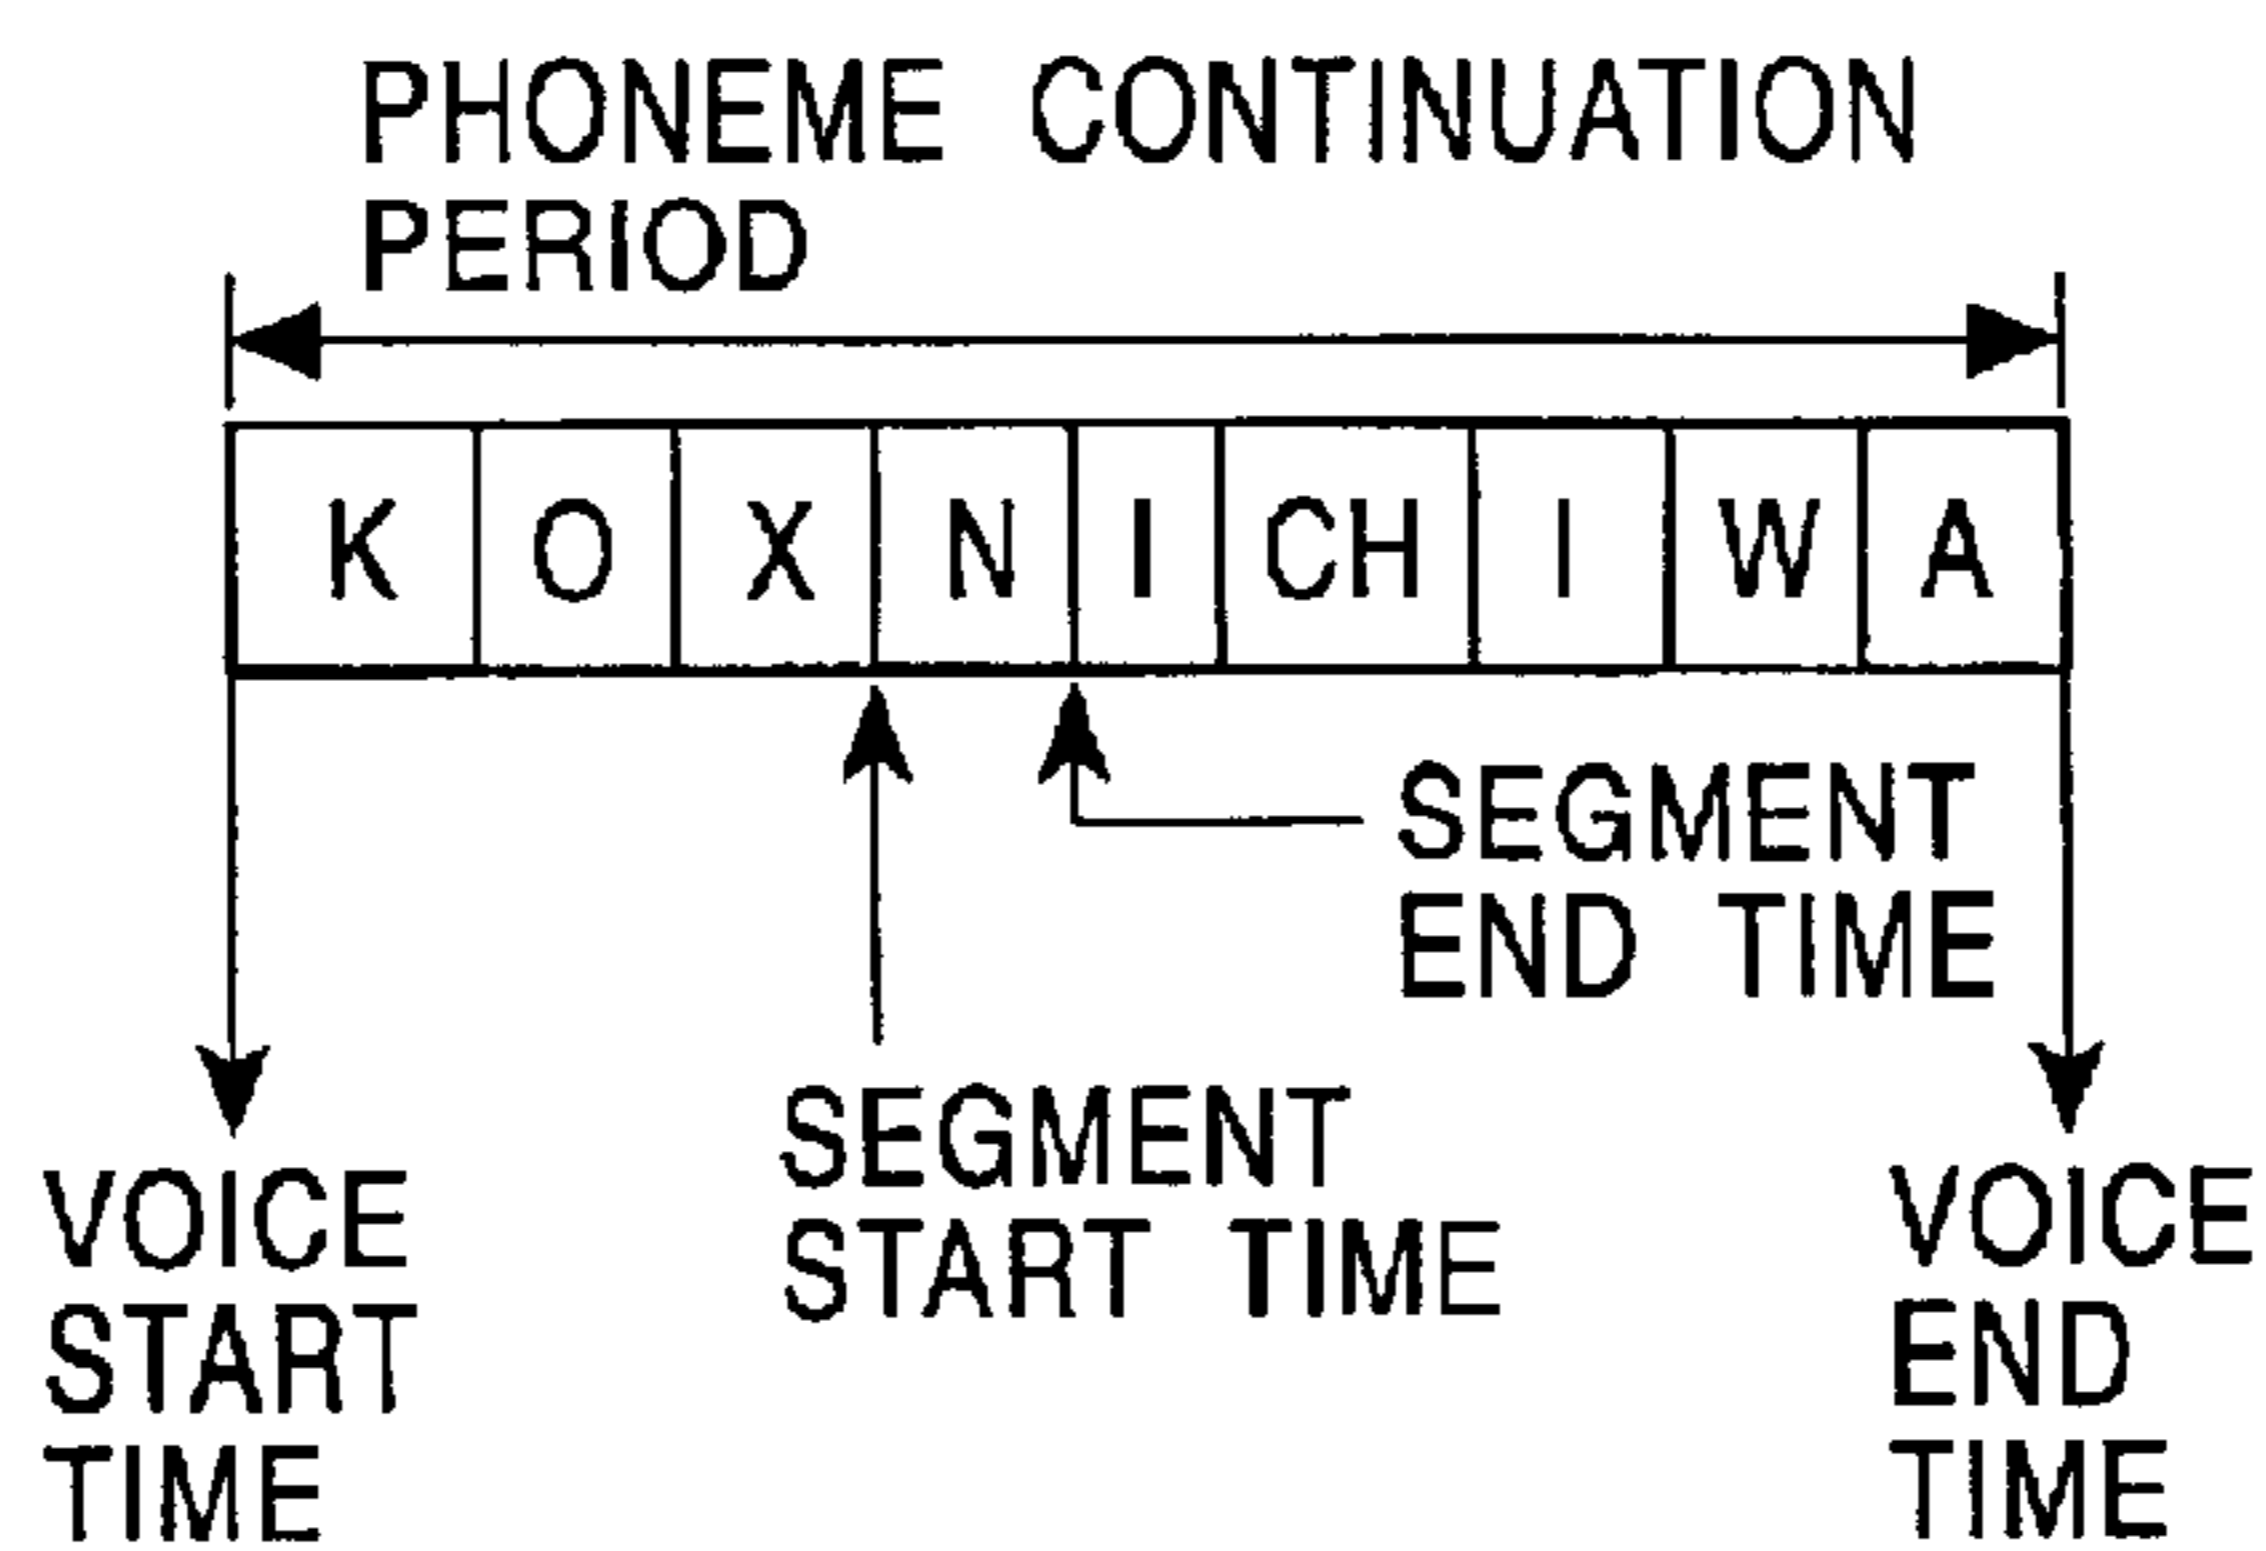 PHONEME CONTINUATION
PERIOD
K O X N I CH I W A
SEGMENT
END TIME
SEGMENT
START TIME
VOICE
START
TIME
VOICE
END
TIME